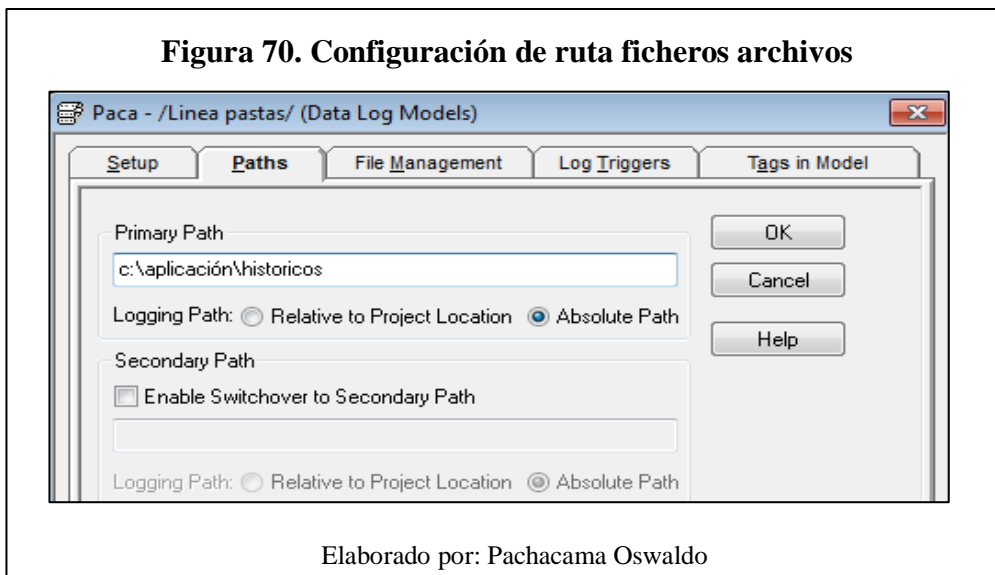 Figura 70. Configuración de ruta ficheros archivos
Paca - /Linea pastas/ (Data Log Models)
Setup Paths File Management Log Triggers Tags in Model
Primary Path
c:\aplicación\historicos
Logging Path: Relative to Project Location Absolute Path
Secondary Path
Enable Switchover to Secondary Path
Logging Path: Relative to Project Location Absolute Path
OK
Cancel
Help
Elaborado por: Pachacama Oswaldo